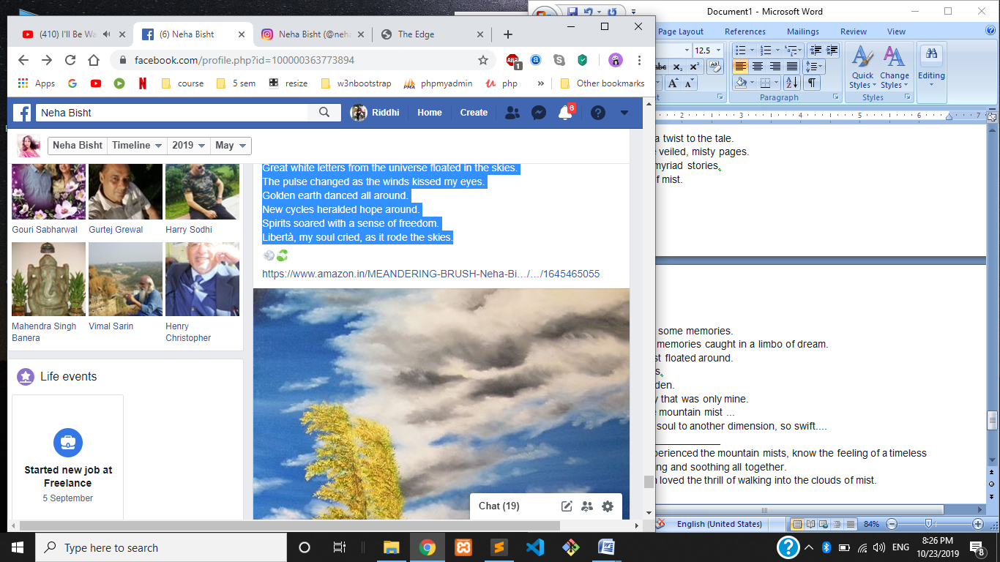 Document1 - Microsoft Word
(410) I'll Be Wa
(6) Neha Bisht
Neha Bisht (@neha
The Edge
Page Layout References Mailings Review View
facebook.com/profile.php?id=100000363773894
ABP
1
12.5
Quick Styles
Change Styles
Editing
Apps
course
5 sem
resize
w3nbootstrap
phpmyadmin
php
»
Other bookmarks
Paragraph
Styles
Neha Bisht
Riddhi
Home
Create
6
2 3 4 5 6 7
Neha Bisht
Timeline
2019
May
a twist to the tale.
veiled, misty pages.
myriad stories,
f mist.
Great white letters from the universe floated in the skies.
The pulse changed as the winds kissed my eyes.
Golden earth danced all around.
New cycles heralded hope around.
Spirits soared with a sense of freedom.
Libertà, my soul cried, as it rode the skies.
https://www.amazon.in/MEANDERING-BRUSH-Neha-Bi…/…/1645465055
Gouri Sabharwal
Gurtej Grewal
Harry Sodhi
Mahendra Singh Banera
Vimal Sarin
Henry Christopher
some memories.
memories caught in a limbo of dream.
st floated around.
s,
den.
y that was only mine.
mountain mist ...
soul to another dimension, so swift....
perienced the mountain mists, know the feeling of a timeless
ng and soothing all together.
loved the thrill of walking into the clouds of mist.
Life events
Started new job at
Freelance
5 September
Chat (19)
English (United States)
84%
Type here to search
ENG
8:26 PM
10/23/2019
8